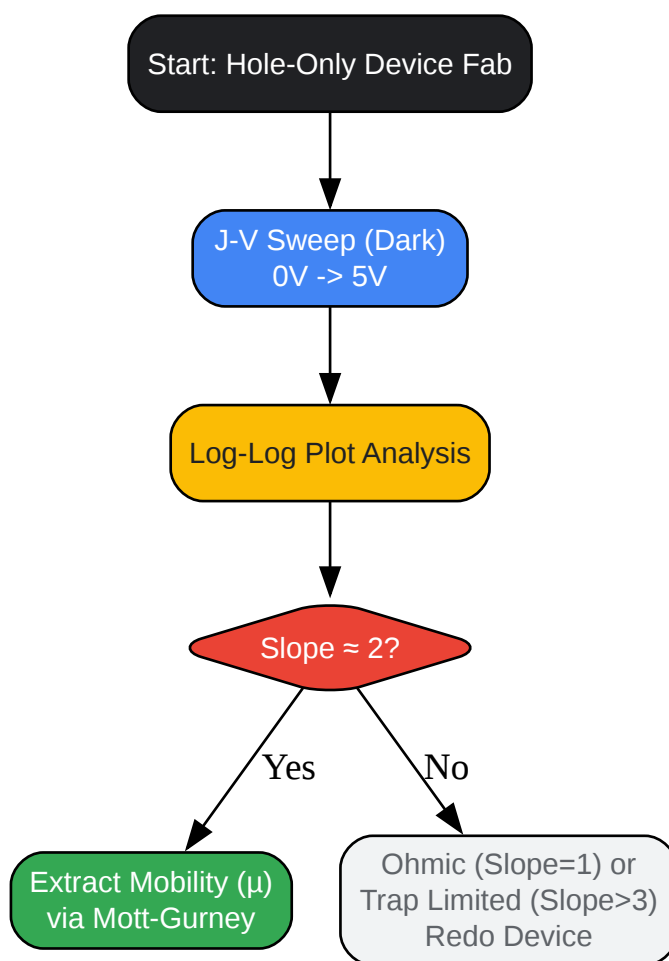 Start: Hole-Only Device Fab
J-V Sweep (Dark)
0V -> 5V
Log-Log Plot Analysis
Slope ≈ 2?
Yes
No
Extract Mobility (μ)
via Mott-Gurney
Ohmic (Slope=1) or
Trap Limited (Slope>3)
Redo Device